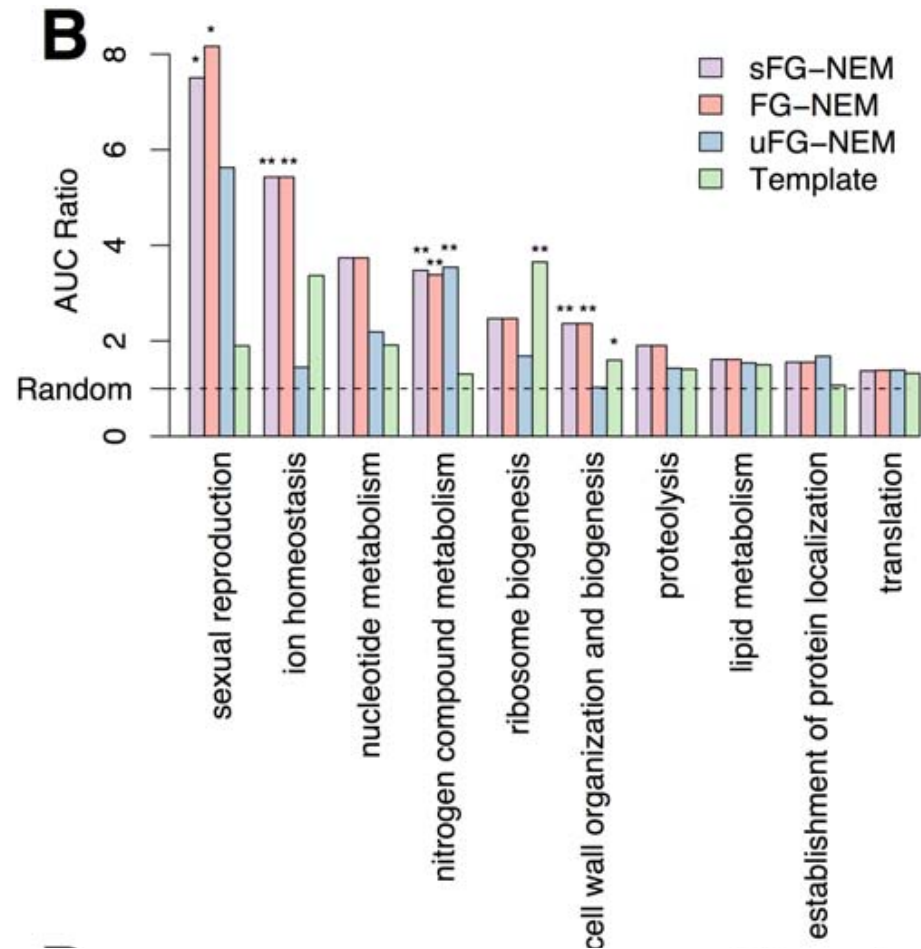 B
sFG-NEM
FG-NEM
uFG-NEM
Template
AUC Ratio
8
6
4
2
0
Random
* *
** **
** ** **
**
** **
*
sexual reproduction
ion homeostasis
nucleotide metabolism
nitrogen compound metabolism
ribosome biogenesis
cell wall organization and biogenesis
proteolysis
lipid metabolism
establishment of protein localization
translation